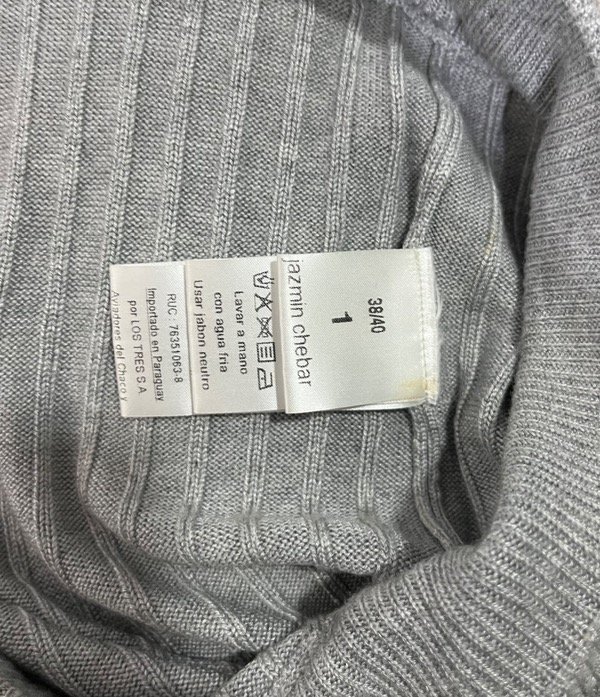 38/40
1
jazmin chebar
Lavar a mano
con agua fria
Usar jabon neutro
RUC: 76351063-8
Importado en Paraguay
por LOS TRES S A
Aviadores del Chaco y